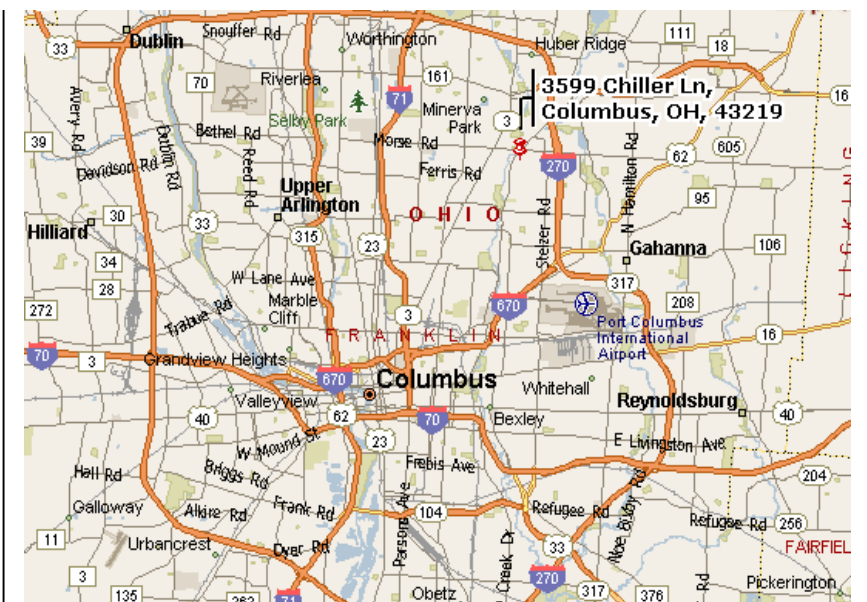 33
Dublin
Snouffer Rd
Worthington
Huber Ridge
111
18
70
Riverlea
161
71
Minerva
Park
3
3599 Chiller Ln,
Columbus, OH, 43219
16
Avery Rd
Selby Park
39
Bethel Rd
Dublin Rd
Reed Rd
Morse Rd
Ferris Rd
270
62
605
Davidson Rd
Upper
Arlington
N Hamilton Rd
95
LICKING
30
Hilliard
33
315
OHIO
23
Stelzer Rd
Gahanna
106
34
28
W Lane Ave
317
272
Trabue Rd
Marble
Cliff
3
670
208
FRANKLIN
Port Columbus
International
Airport
16
70
3
Grandview Heights
670
Columbus
Whitehall
Valleyview
Reynoldsburg
40
62
70
Bexley
40
W Mound St
23
E Livingston Ave
Hall Rd
Briggs Rd
Frebis Ave
204
Galloway
Alkire Rd
Frank Rd
Parsons Ave
104
Refugee Rd
Noe Bixby Rd
Refugee Rd
256
11
Urbancrest
Dyer Rd
Creek Dr
33
FAIRFIEL
3
270
Rd
Pickerington
135
71
Obetz
317
376